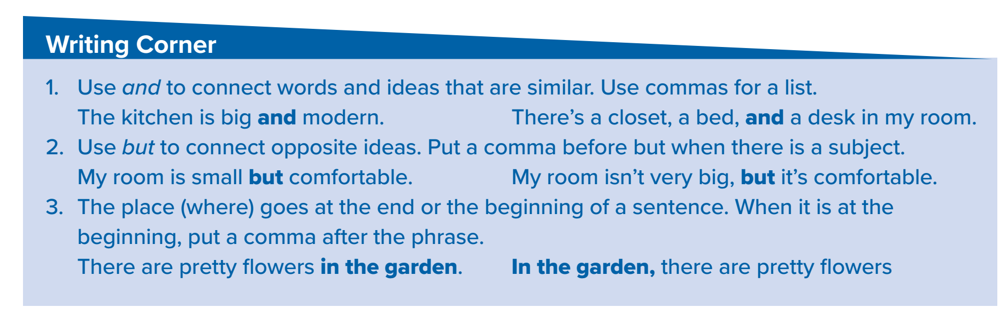 Writing Corner
1. Use and to connect words and ideas that are similar. Use commas for a list.
The kitchen is big and modern. There’s a closet, a bed, and a desk in my room.
2. Use but to connect opposite ideas. Put a comma before but when there is a subject.
My room is small but comfortable. My room isn’t very big, but it’s comfortable.
3. The place (where) goes at the end or the beginning of a sentence. When it is at the
beginning, put a comma after the phrase.
There are pretty flowers in the garden. In the garden, there are pretty flowers